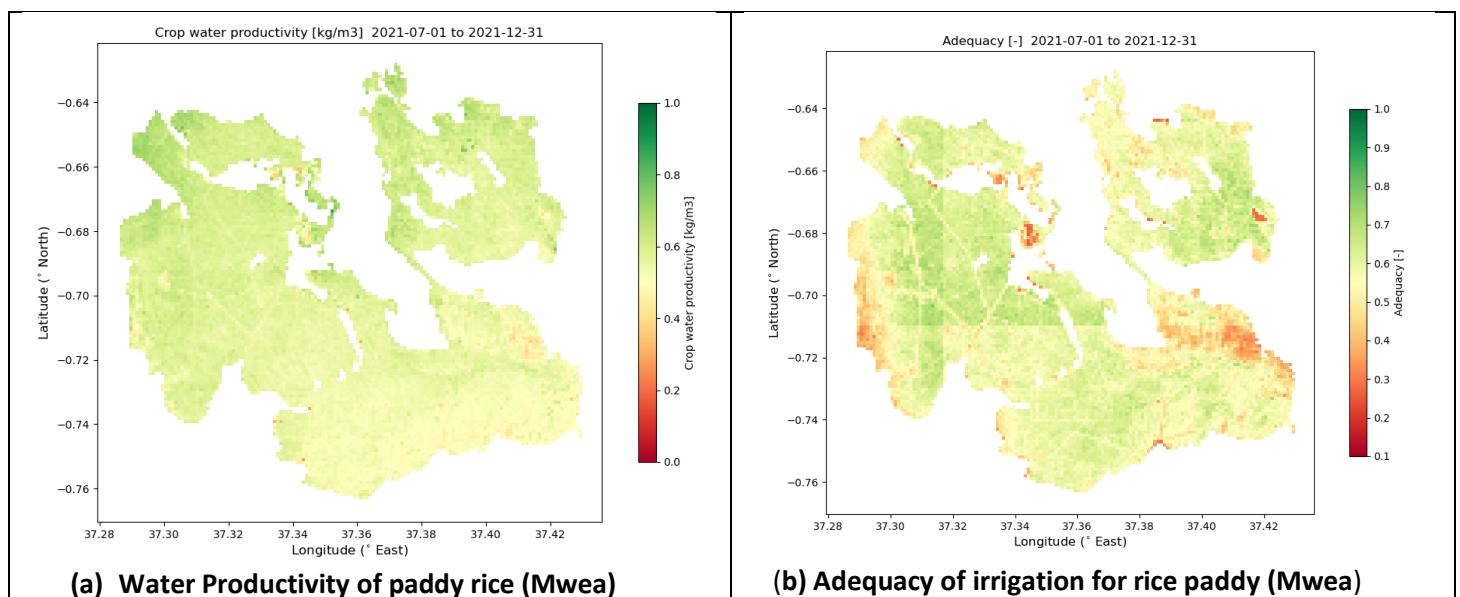 Crop water productivity [kg/m3]  2021-07-01 to 2021-12-31
−0.64
−0.66
−0.68
−0.70
−0.72
−0.74
−0.76
Latitude (° North)
37.28 37.30 37.32 37.34 37.36 37.38 37.40 37.42
Longitude (° East)
1.0
0.8
0.6
0.4
0.2
0.0
Crop water productivity [kg/m3]
(a) Water Productivity of paddy rice (Mwea)
Adequacy [-]  2021-07-01 to 2021-12-31
−0.64
−0.66
−0.68
−0.70
−0.72
−0.74
−0.76
Latitude (° North)
37.28 37.30 37.32 37.34 37.36 37.38 37.40 37.42
Longitude (° East)
1.0
0.9
0.8
0.7
0.6
0.5
0.4
0.3
0.2
0.1
Adequacy [-]
(b) Adequacy of irrigation for rice paddy (Mwea)